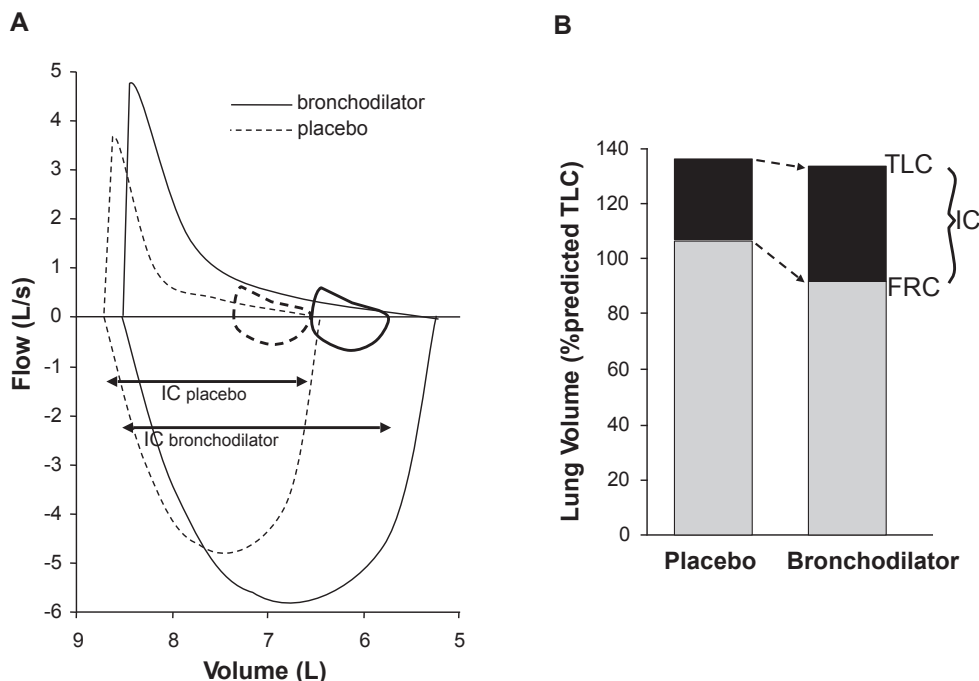 A
B
bronchodilator
placebo
5
4
3
2
1
0
-1
-2
-3
-4
-5
-6
Flow (L/s)
IC placebo
IC bronchodilator
9 8 7 6 5
Volume (L)
140
120
100
80
60
40
20
0
Lung Volume (%predicted TLC)
TLC
IC
FRC
Placebo Bronchodilator